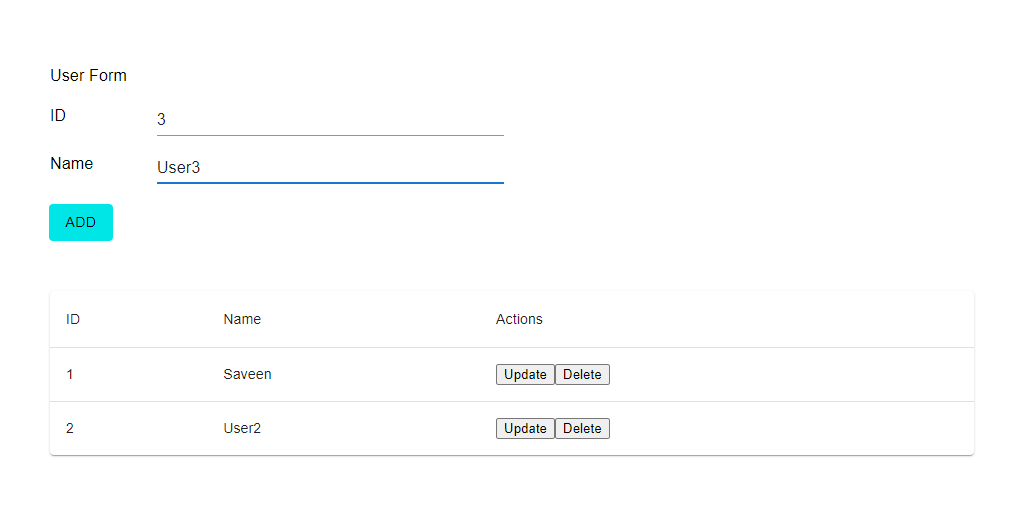 User Form
ID 3
Name User3
ADD
ID Name Actions
1 Saveen Update Delete
2 User2 Update Delete